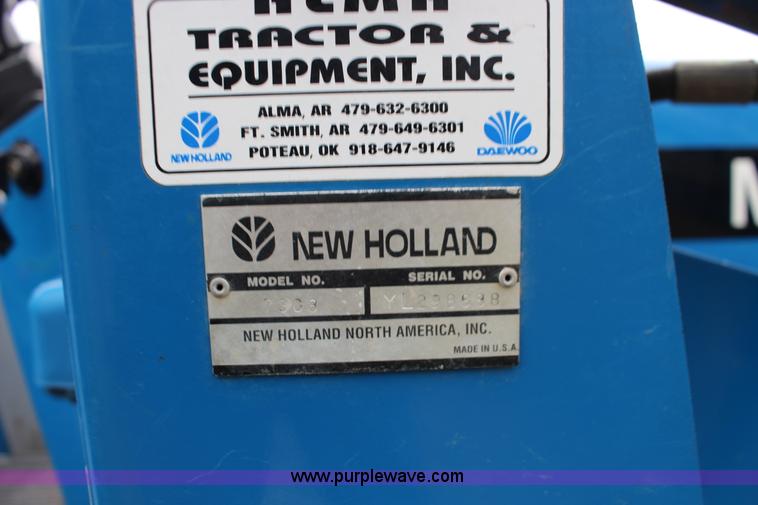 TRACTOR &
EQUIPMENT, INC.
ALMA, AR 479-632-6300
FT. SMITH, AR 479-649-6301
POTEAU, OK 918-647-9146
NEW HOLLAND
DAEWOO
NEW HOLLAND
MODEL NO. SERIAL NO.
NEW HOLLAND NORTH AMERICA, INC.
MADE IN U.S.A.
www.purplewave.com